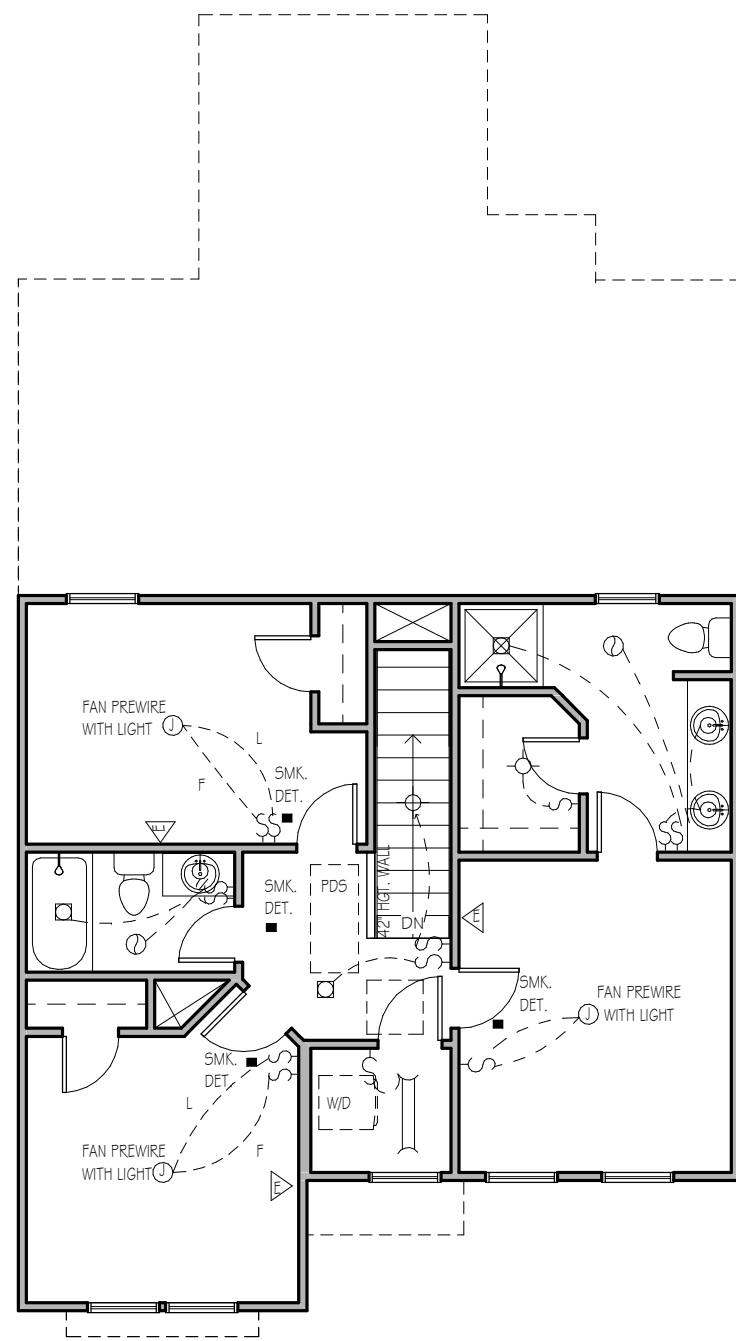 FAN PREWIRE
WITH LIGHT
J
L
F
SMK.
DET.
E
SMK.
DET.
PDS
42" HGT. WALL
DN
E
SMK.
DET.
FAN PREWIRE
WITH LIGHT
J
SMK.
DET.
L
F
W/D
FAN PREWIRE
WITH LIGHT
J
E